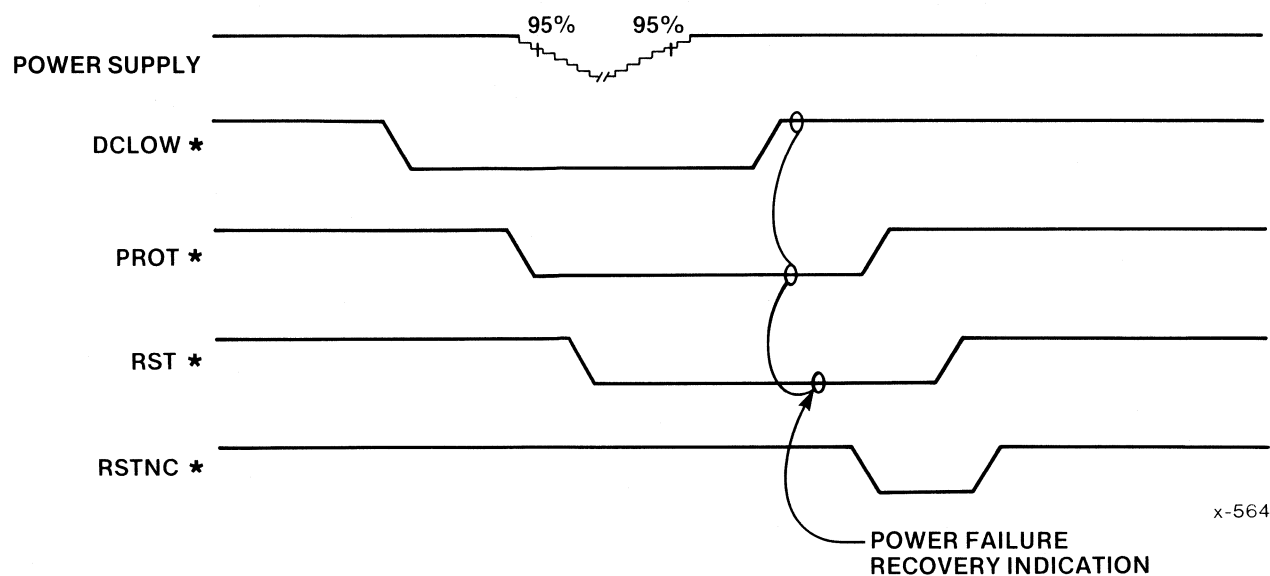 95% 95%
POWER SUPPLY
DCLOW *
PROT *
RST *
RSTNC *
x-564
POWER FAILURE
RECOVERY INDICATION